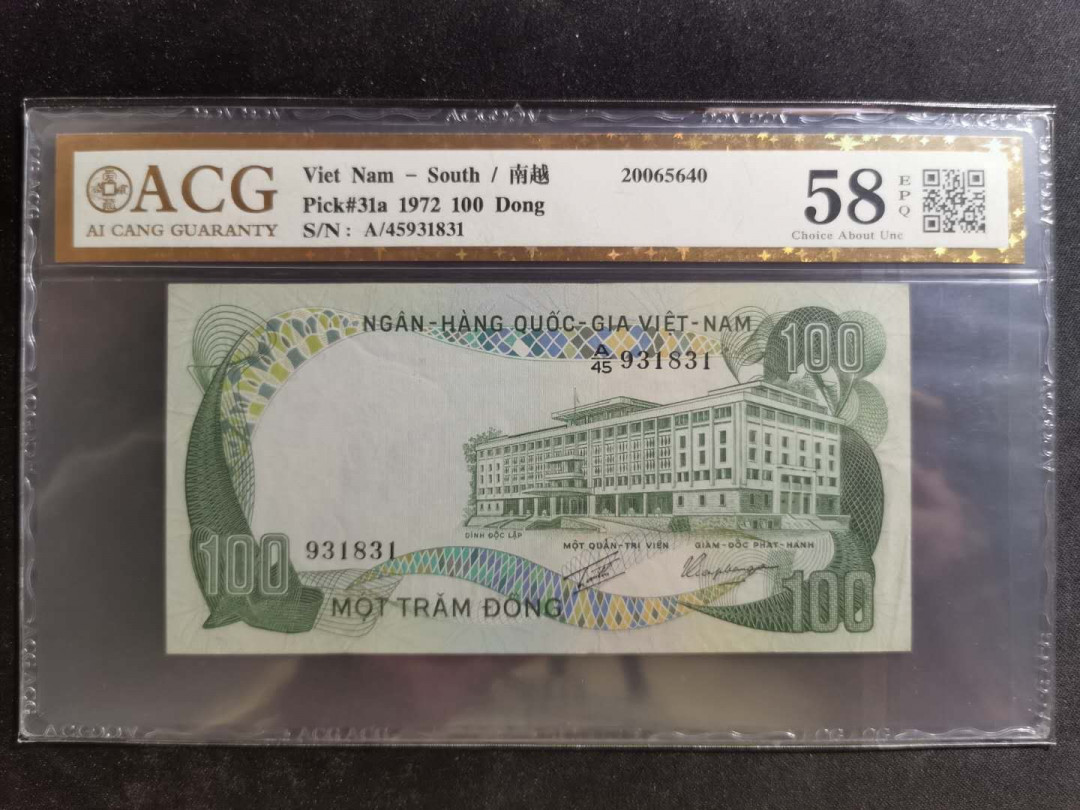 ACG
AI CANG GUARANTY
Viet Nam - South / 南越
20065640
Pick#31a 1972 100 Dong
S/N: A/45931831
58
EPQ
Choice About Unc
NGÂN-HÀNG QUỐC-GIA VIỆT-NAM
100
A/45 931831
DINH ĐỘC LẬP
MỘT QUẢN-TRỊ VIÊN
GIÁM-ĐỐC PHÁT-HÀNH
100
931831
MỘT TRĂM ĐỒNG
100